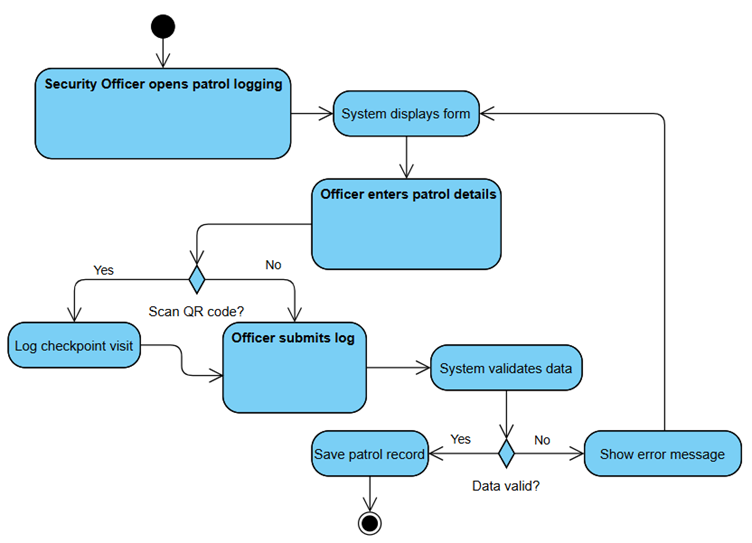 Security Officer opens patrol logging
System displays form
Officer enters patrol details
Yes
No
Scan QR code?
Log checkpoint visit
Officer submits log
System validates data
Yes
No
Save patrol record
Show error message
Data valid?